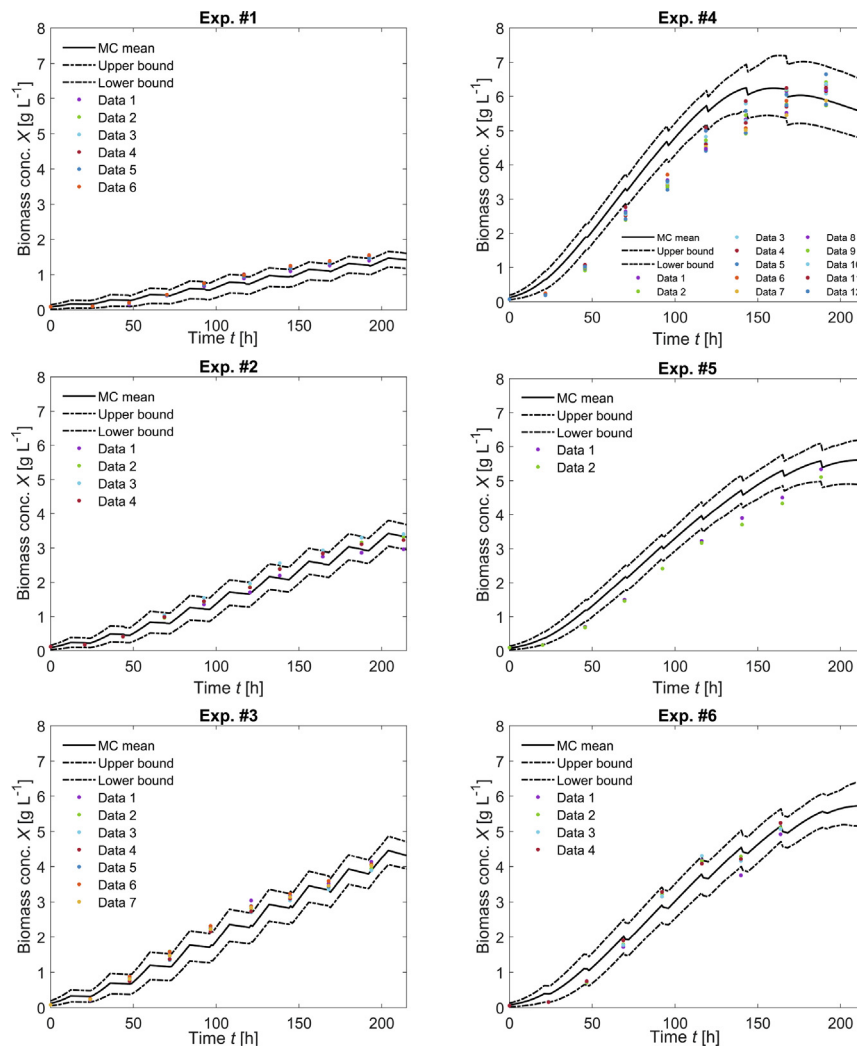 Exp. #1
8
7
6
5
4
3
2
1
0
Biomass conc. X [g L-1]
MC mean
Upper bound
Lower bound
Data 1
Data 2
Data 3
Data 4
Data 5
Data 6
0 50 100 150 200
Time t [h]
Exp. #4
8
7
6
5
4
3
2
1
0
Biomass conc. X [g L-1]
MC mean
Upper bound
Lower bound
Data 1
Data 2
Data 3
Data 4
Data 5
Data 6
Data 7
Data 8
Data 9
Data 10
Data 11
Data 12
0 50 100 150 200
Time t [h]
Exp. #2
8
7
6
5
4
3
2
1
0
Biomass conc. X [g L-1]
MC mean
Upper bound
Lower bound
Data 1
Data 2
Data 3
Data 4
0 50 100 150 200
Time t [h]
Exp. #5
8
7
6
5
4
3
2
1
0
Biomass conc. X [g L-1]
MC mean
Upper bound
Lower bound
Data 1
Data 2
0 50 100 150 200
Time t [h]
Exp. #3
8
7
6
5
4
3
2
1
0
Biomass conc. X [g L-1]
MC mean
Upper bound
Lower bound
Data 1
Data 2
Data 3
Data 4
Data 5
Data 6
Data 7
0 50 100 150 200
Time t [h]
Exp. #6
8
7
6
5
4
3
2
1
0
Biomass conc. X [g L-1]
MC mean
Upper bound
Lower bound
Data 1
Data 2
Data 3
Data 4
0 50 100 150 200
Time t [h]